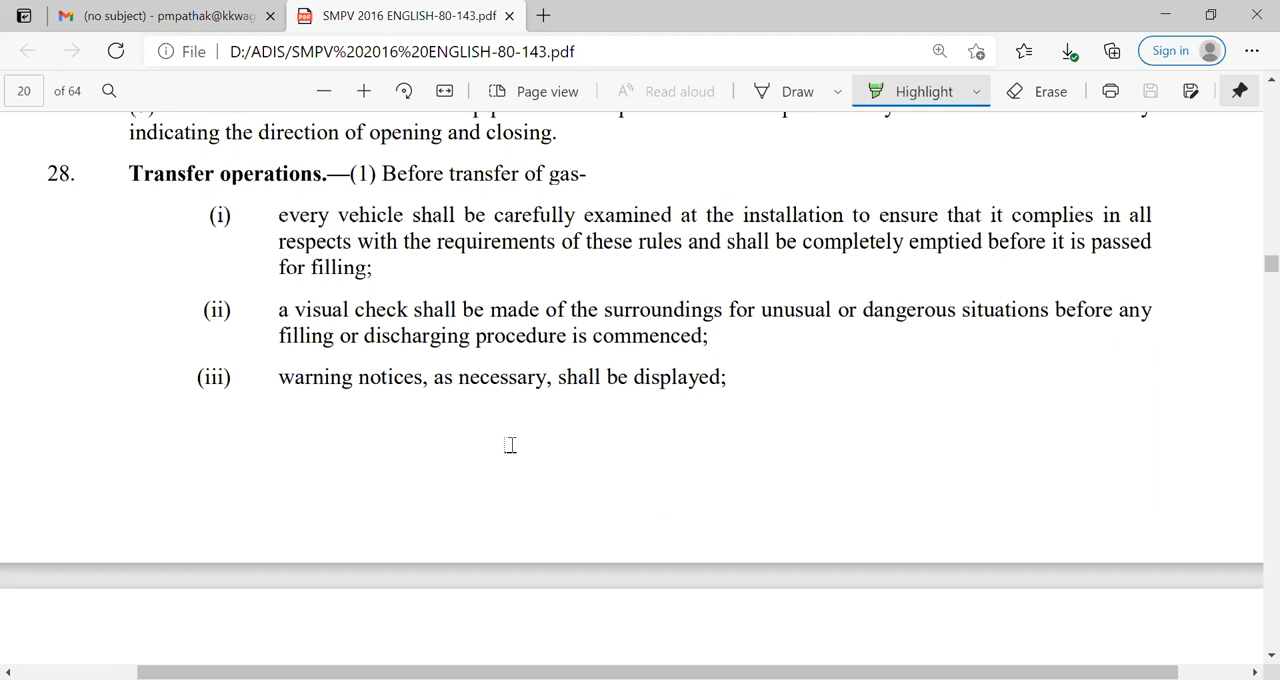 (no subject) - pmpathak@kkwag
SMPV 2016 ENGLISH-80-143.pdf
File
D:/ADIS/SMPV%202016%20ENGLISH-80-143.pdf
Sign in
20 of 64
Page view
Read aloud
Draw
Highlight
Erase
indicating the direction of opening and closing.
28. Transfer operations.—(1) Before transfer of gas-
(i) every vehicle shall be carefully examined at the installation to ensure that it complies in all
respects with the requirements of these rules and shall be completely emptied before it is passed
for filling;
(ii) a visual check shall be made of the surroundings for unusual or dangerous situations before any
filling or discharging procedure is commenced;
(iii) warning notices, as necessary, shall be displayed;